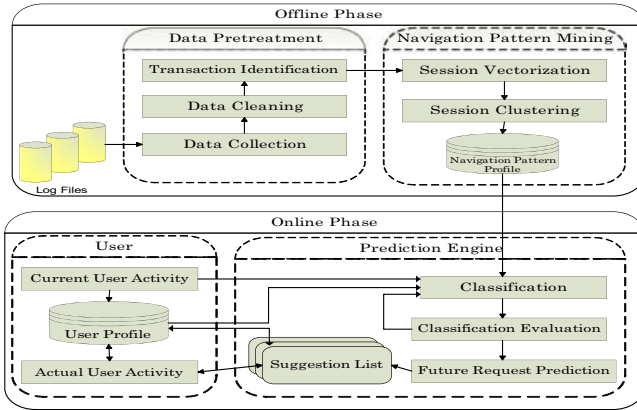 Offline Phase
Data Pretreatment
Navigation Pattern Mining
Transaction Identification
Session Vectorization
Data Cleaning
Session Clustering
Data Collection
Navigation Pattern
Profile
Log Files
Online Phase
User
Prediction Engine
Current User Activity
Classification
User Profile
Classification Evaluation
Actual User Activity
Suggestion List
Future Request Prediction